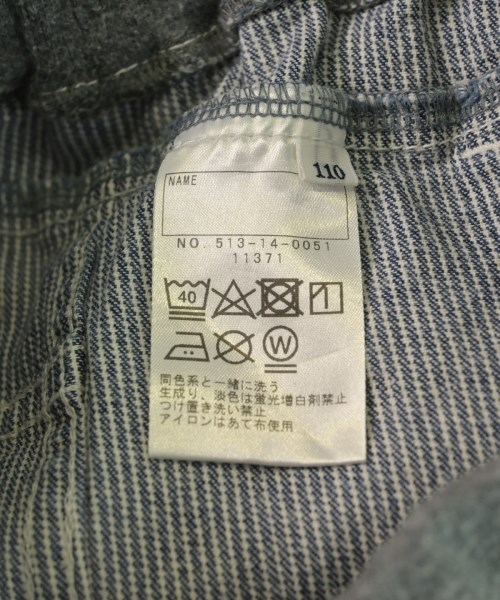 110
NAME
NO. 513-14-0051
11371
40
W
同色系と一緒に洗う
生成り、淡色は蛍光増白剤禁止
つけ置き洗い禁止
アイロンはあて布使用